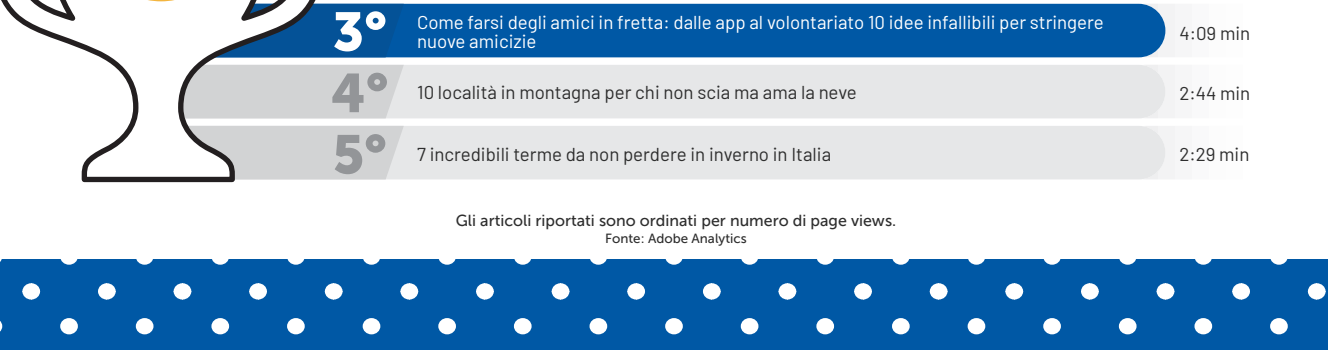 3°
Come farsi degli amici in fretta: dalle app al volontariato 10 idee infallibili per stringere
nuove amicizie
4:09 min
4°
10 località in montagna per chi non scia ma ama la neve
2:44 min
5°
7 incredibili terme da non perdere in inverno in Italia
2:29 min
Gli articoli riportati sono ordinati per numero di page views.
Fonte: Adobe Analytics